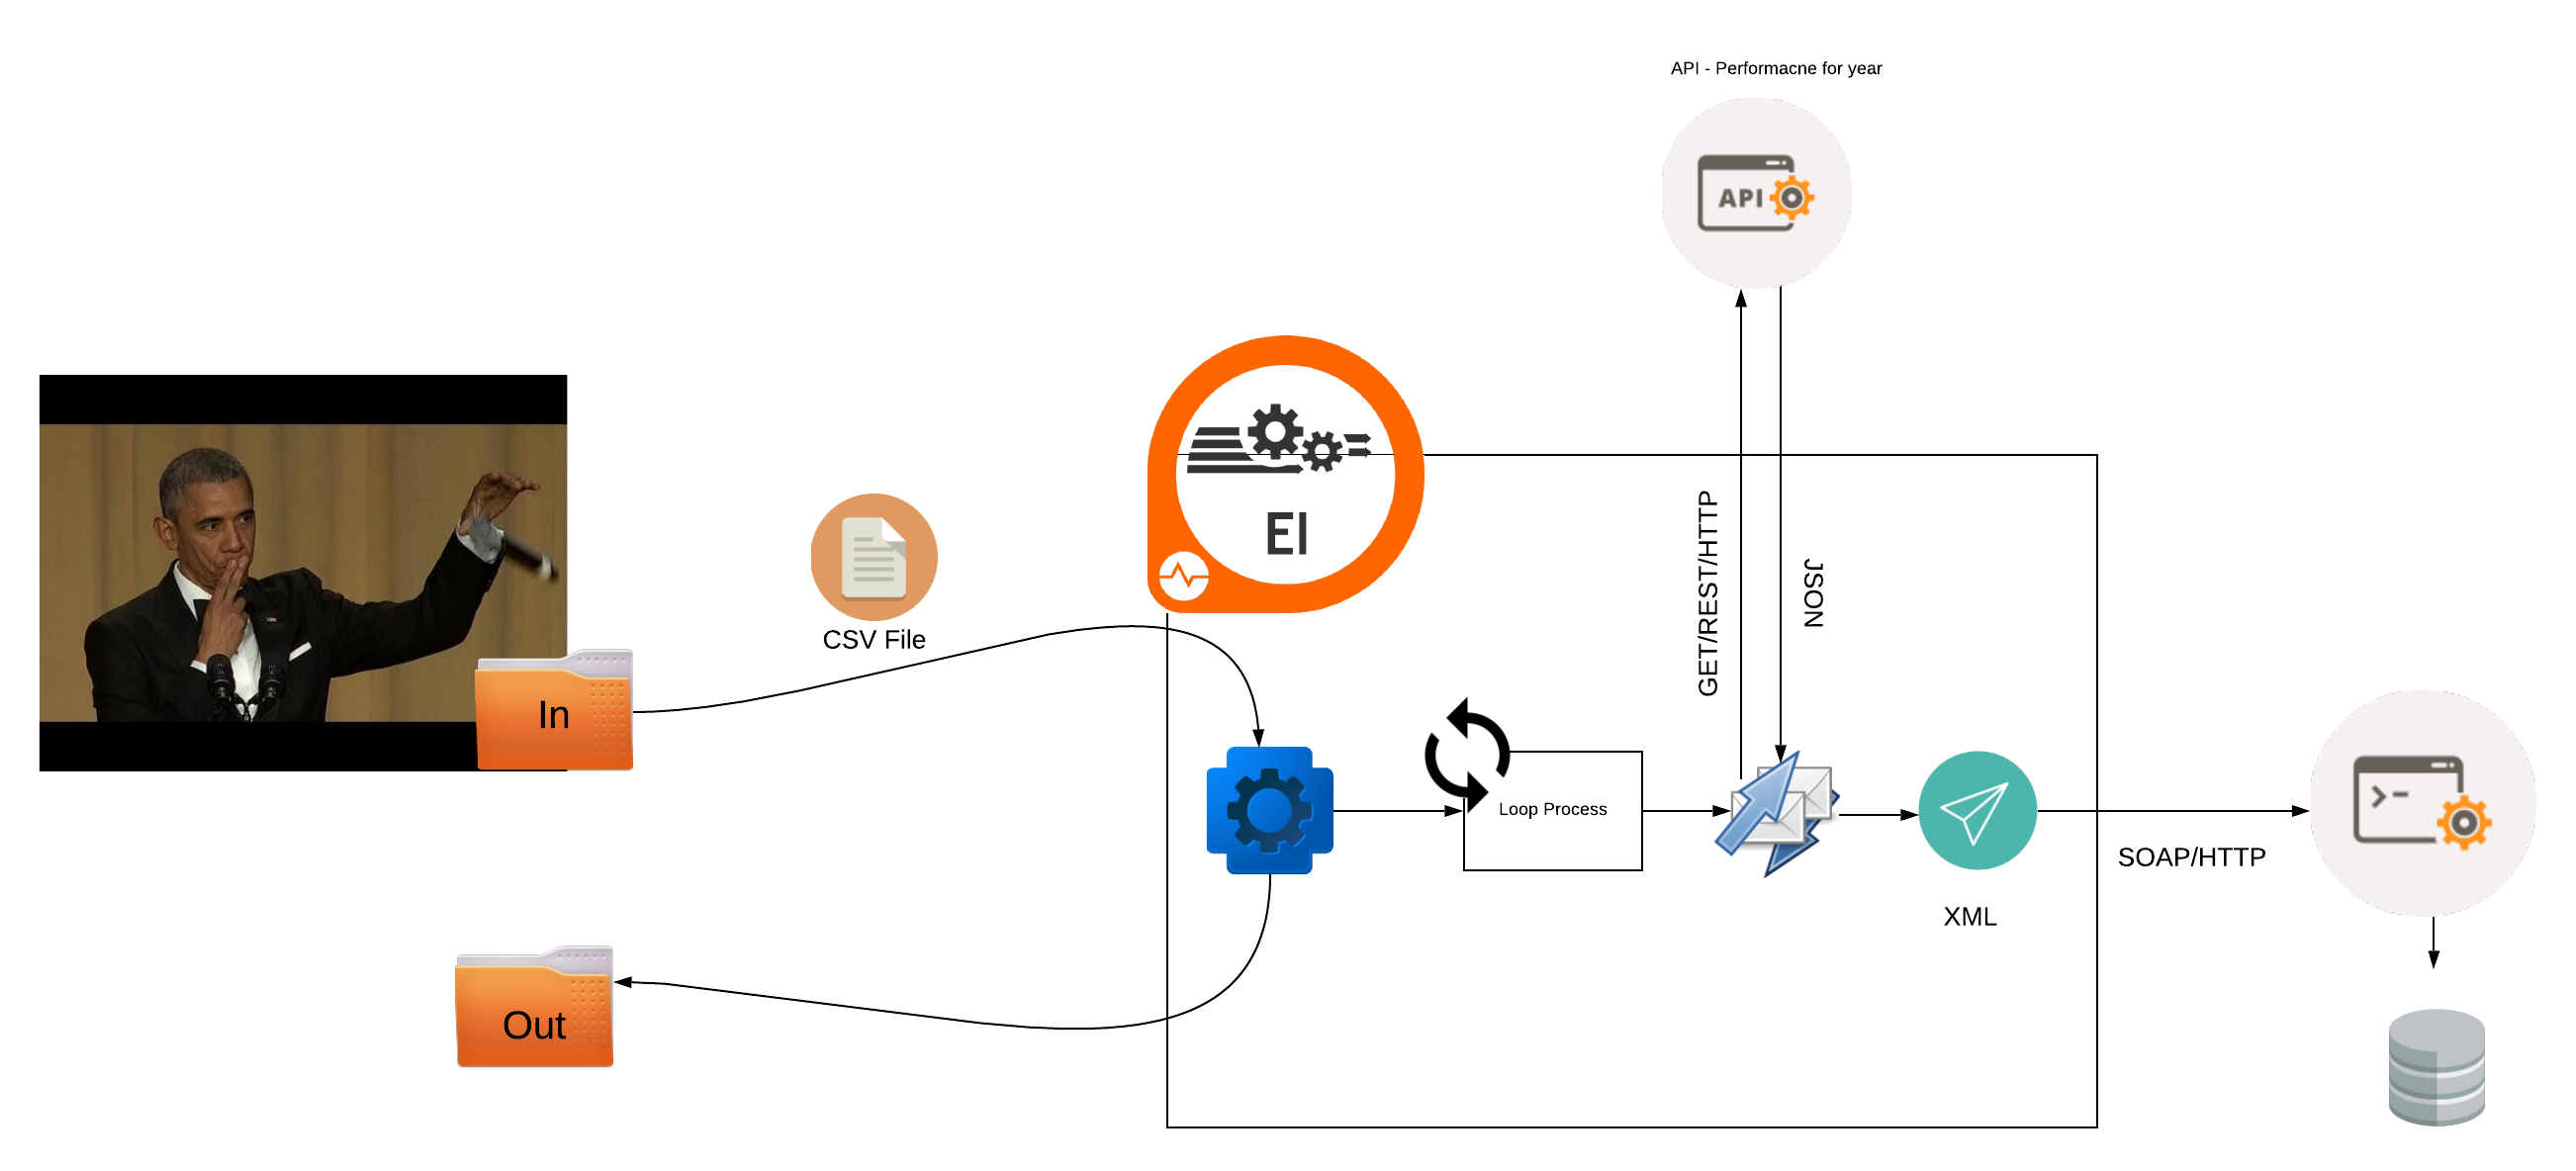 API - Performacne for year
API
EI
GET/REST/HTTP
JSON
CSV File
In
Loop Process
>-
SOAP/HTTP
XML
Out